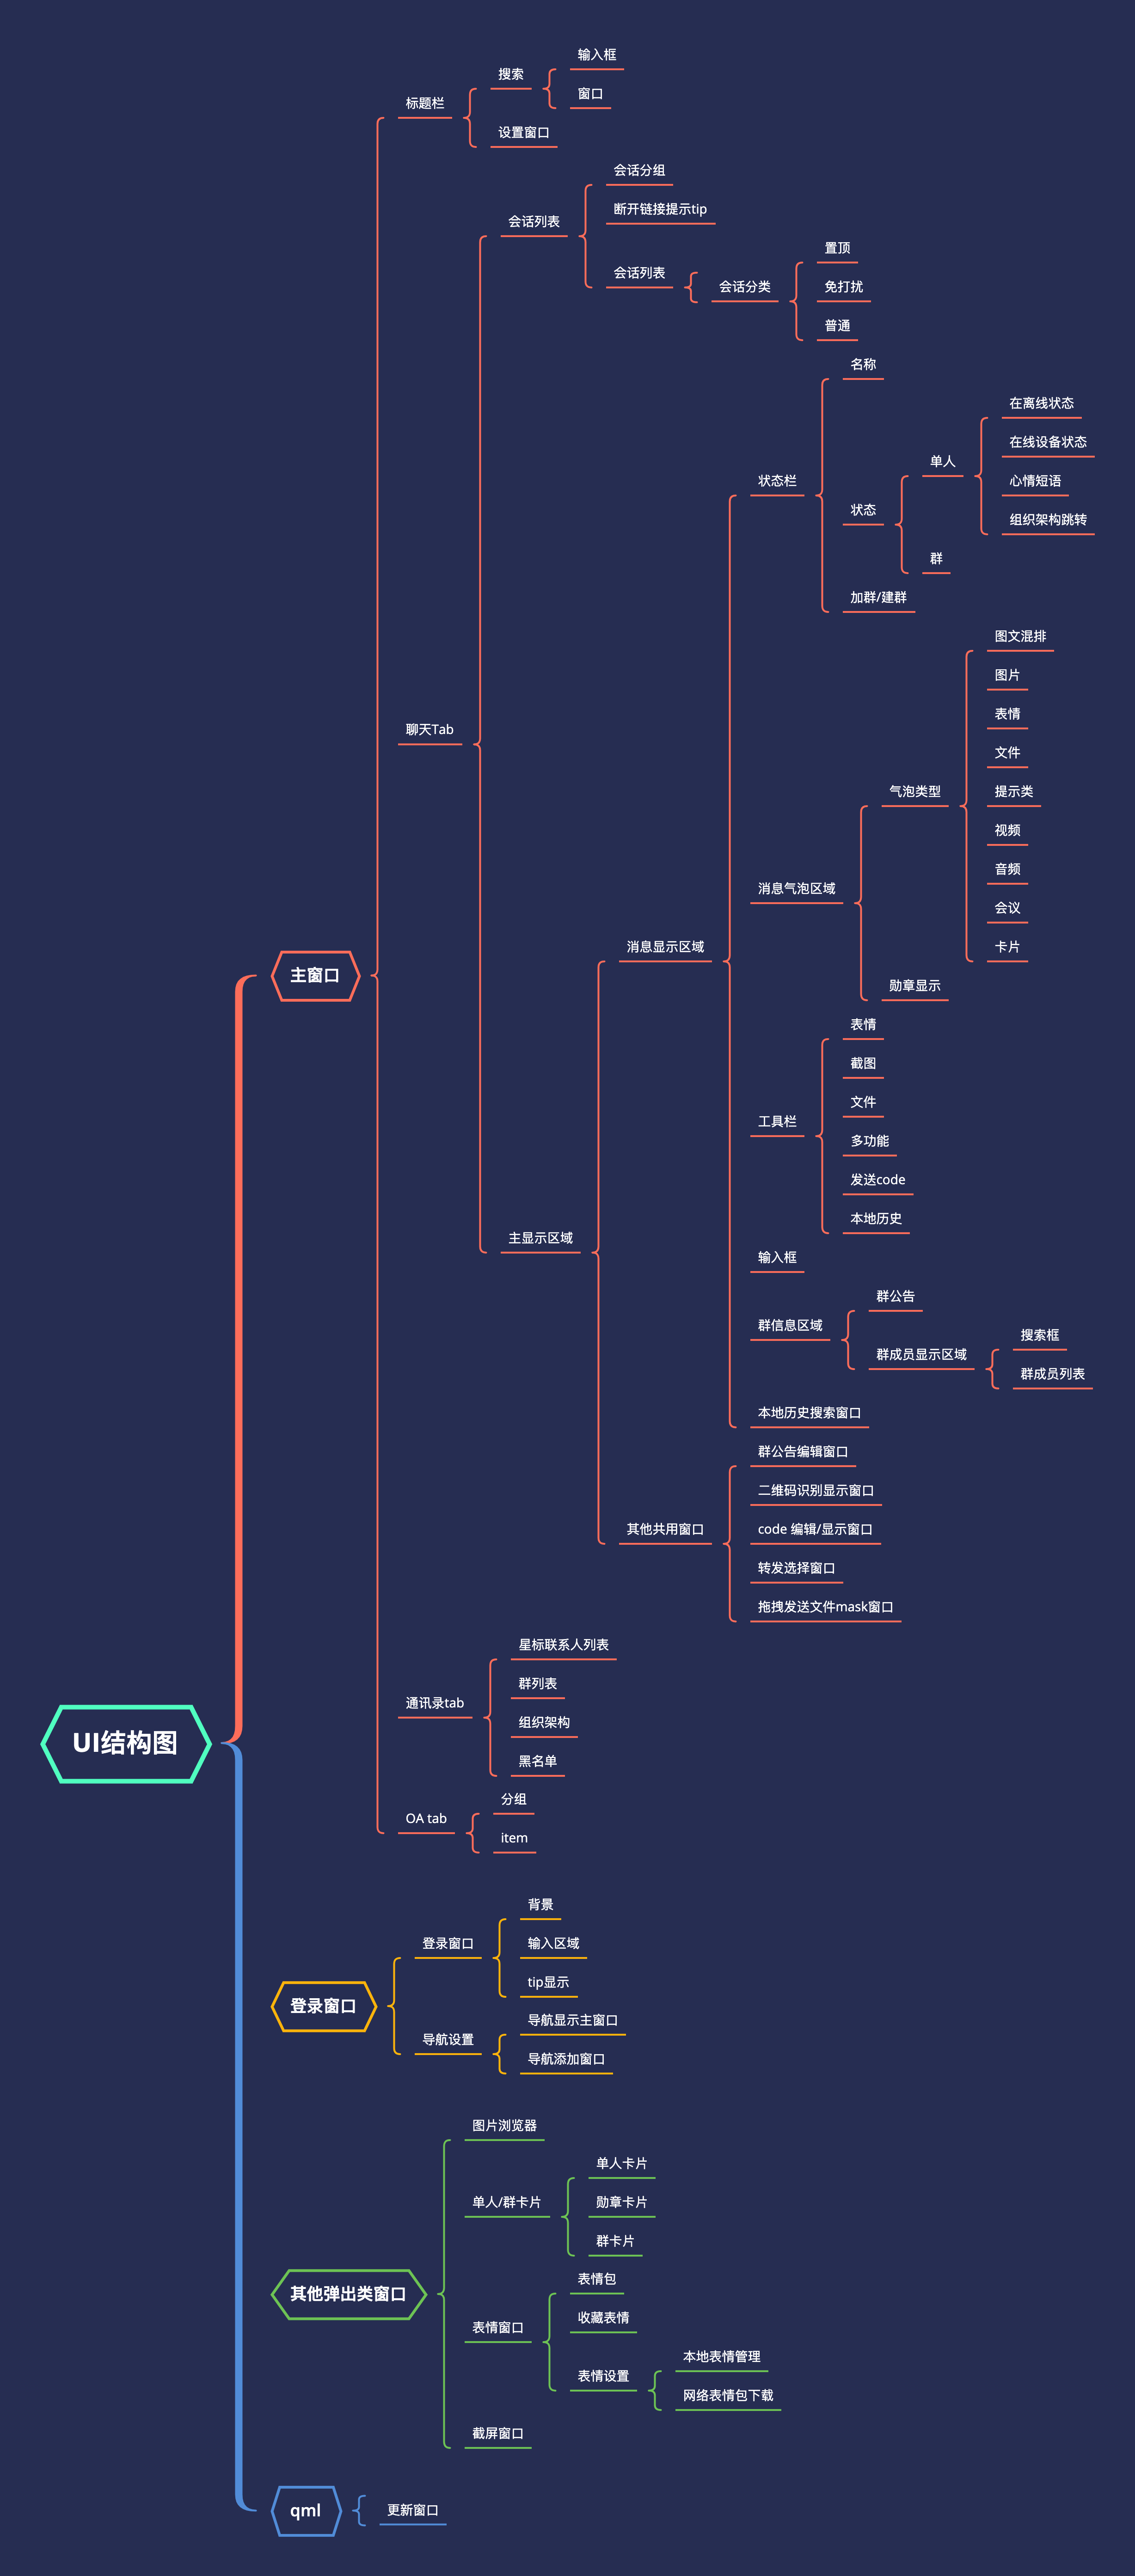 UI结构图
主窗口
标题栏
搜索
输入框
窗口
设置窗口
聊天Tab
会话列表
会话分组
断开链接提示tip
会话列表
会话分类
置顶
免打扰
普通
主显示区域
消息显示区域
状态栏
名称
状态
单人
在离线状态
在线设备状态
心情短语
组织架构跳转
群
加群/建群
消息气泡区域
气泡类型
图文混排
图片
表情
文件
提示类
视频
音频
会议
卡片
勋章显示
工具栏
表情
截图
文件
多功能
发送code
本地历史
输入框
群信息区域
群公告
群成员显示区域
搜索框
群成员列表
本地历史搜索窗口
其他共用窗口
群公告编辑窗口
二维码识别显示窗口
code 编辑/显示窗口
转发选择窗口
拖拽发送文件mask窗口
通讯录tab
星标联系人列表
群列表
组织架构
黑名单
OA tab
分组
item
登录窗口
登录窗口
背景
输入区域
tip显示
导航设置
导航显示主窗口
导航添加窗口
其他弹出类窗口
图片浏览器
单人/群卡片
单人卡片
勋章卡片
群卡片
表情窗口
表情包
收藏表情
表情设置
本地表情管理
网络表情包下载
截屏窗口
qml
更新窗口